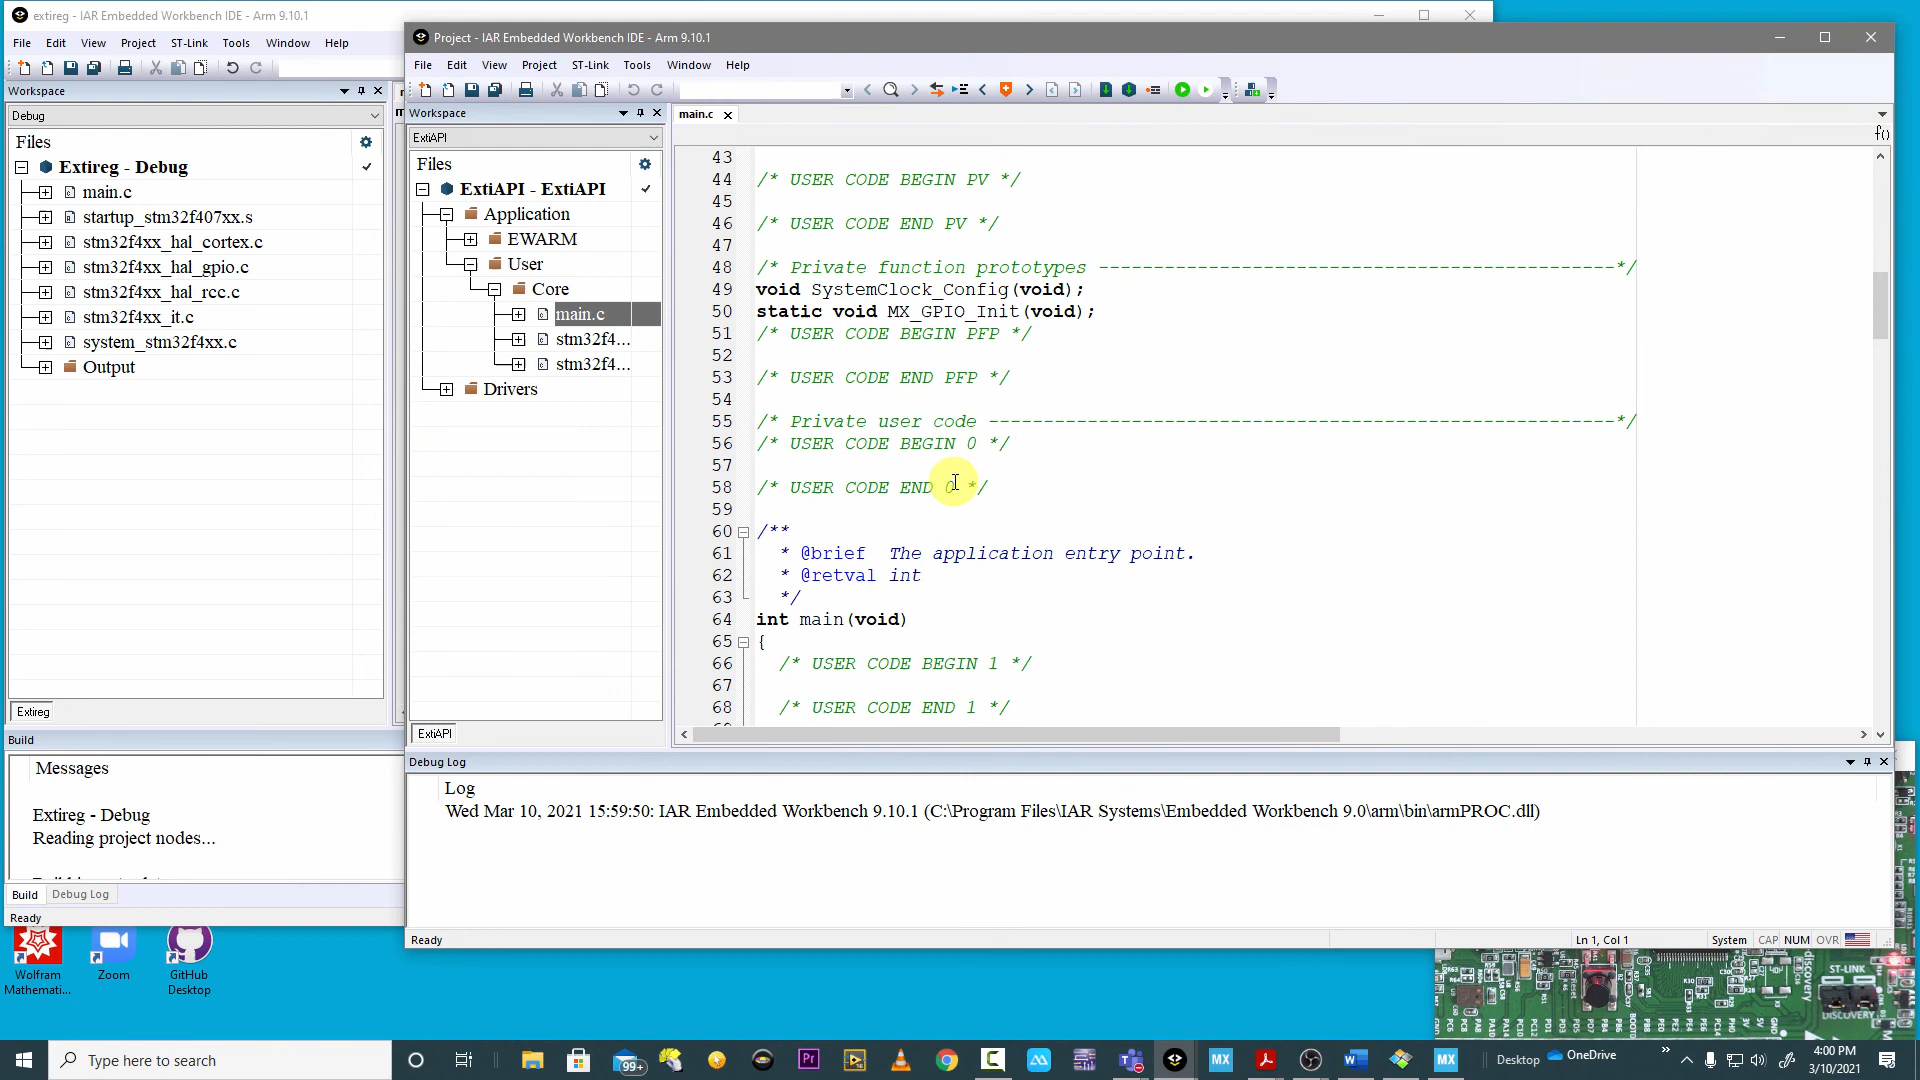 extireg - IAR Embedded Workbench IDE - Arm 9.10.1
File Edit View Project ST-Link Tools Window Help
Workspace
Debug
Files
Extireg - Debug
main.c
startup_stm32f407xx.s
stm32f4xx_hal_cortex.c
stm32f4xx_hal_gpio.c
stm32f4xx_hal_rcc.c
stm32f4xx_it.c
system_stm32f4xx.c
Output
Extireg
Build
Messages
Extireg - Debug
Reading project nodes...
Build Debug Log
Ready
Project - IAR Embedded Workbench IDE - Arm 9.10.1
File Edit View Project ST-Link Tools Window Help
Workspace
ExtiAPI
Files
ExtiAPI - ExtiAPI
Application
EWARM
User
Core
main.c
stm32f4...
stm32f4...
Drivers
ExtiAPI
main.c
f()
43
44 /* USER CODE BEGIN PV */
45
46 /* USER CODE END PV */
47
48 /* Private function prototypes -----------------------------------------------*/
49 void SystemClock_Config(void);
50 static void MX_GPIO_Init(void);
51 /* USER CODE BEGIN PFP */
52
53 /* USER CODE END PFP */
54
55 /* Private user code ---------------------------------------------------------*/
56 /* USER CODE BEGIN 0 */
57
58 /* USER CODE END 0 */
59
60 /**
61 * @brief The application entry point.
62 * @retval int
63 */
64 int main(void)
65 {
66 /* USER CODE BEGIN 1 */
67
68 /* USER CODE END 1 */
Debug Log
Log
Wed Mar 10, 2021 15:59:50: IAR Embedded Workbench 9.10.1 (C:\Program Files\IAR Systems\Embedded Workbench 9.0\arm\bin\armPROC.dll)
Ready
Ln 1, Col 1 System CAP NUM OVR
Wolfram Mathemati...
Zoom
GitHub Desktop
ST-LINK
discovery
DISCOVERY
Reset
Type here to search
99+
Pr
MX
MX
Desktop
OneDrive
4:00 PM
3/10/2021